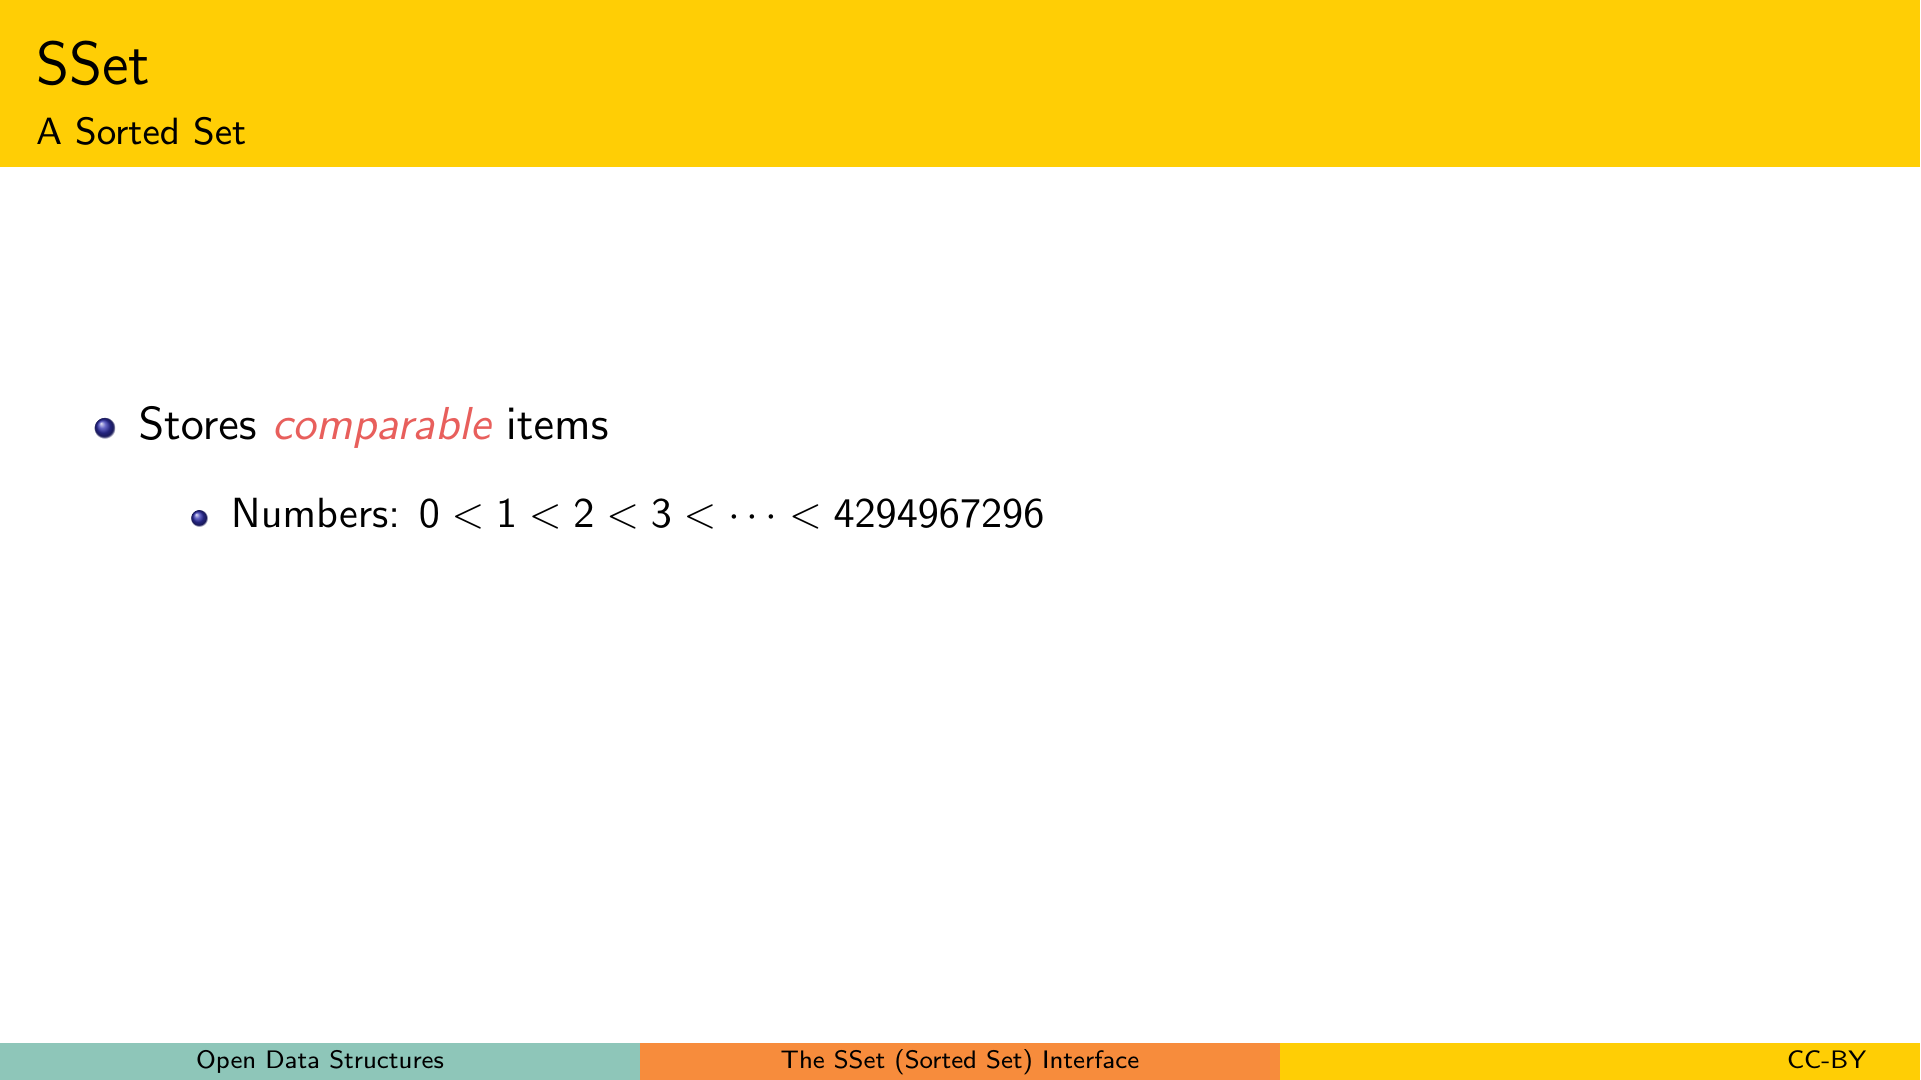 SSet
A Sorted Set
Stores comparable items
Numbers: 0 < 1 < 2 < 3 < · · · < 4294967296
Open Data Structures
The SSet (Sorted Set) Interface
CC-BY